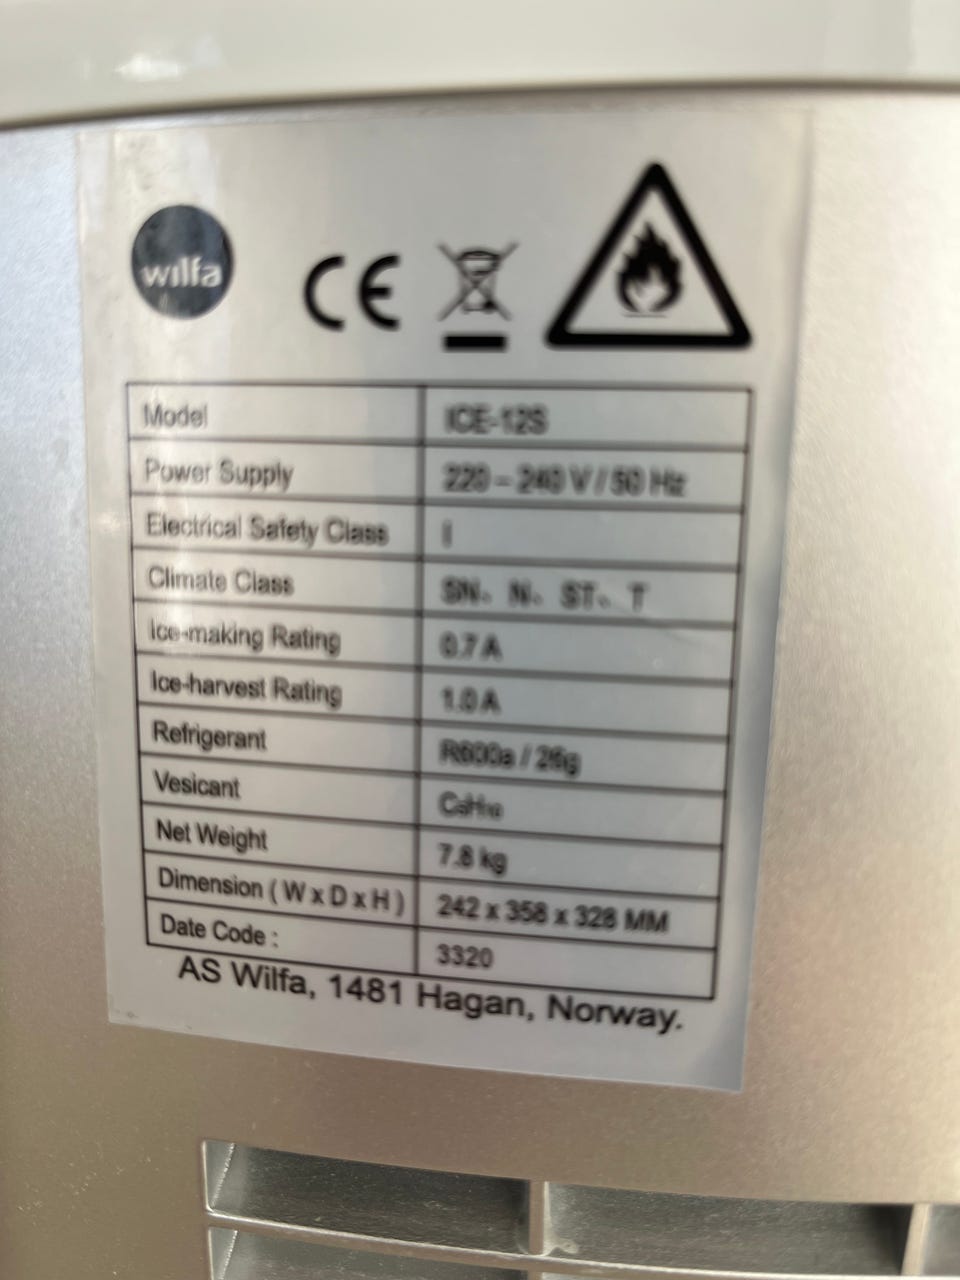 wilfa
CE
Model ICE-12S
Power Supply 220 – 240 V / 50 Hz
Electrical Safety Class I
Climate Class SN、N、ST、T
Ice-making Rating 0.7 A
Ice-harvest Rating 1.0 A
Refrigerant R600a / 26g
Vesicant
Net Weight 7.8 kg
Dimension ( W x D x H ) 242 x 358 x 328 MM
Date Code : 3320
AS Wilfa, 1481 Hagan, Norway.